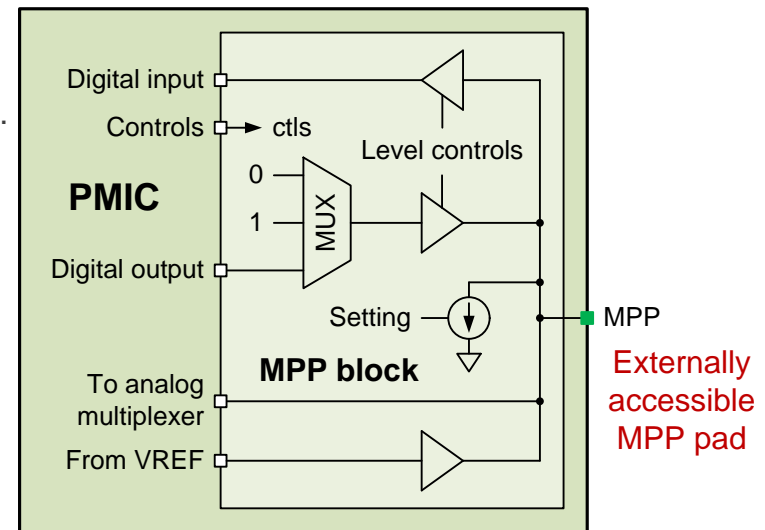 Digital input
.
Controls
ctls
Level controls
0
PMIC
1
MUX
Digital output
Setting
MPP
MPP block
Externally
accessible
MPP pad
To analog
multiplexer
From VREF